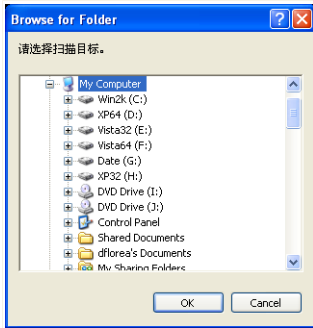 Browse for Folder
请选择扫描目标。
My Computer
Win2k (C:)
XP64 (D:)
Vista32 (E:)
Vista64 (F:)
Date (G:)
XP32 (H:)
DVD Drive (I:)
DVD Drive (J:)
Control Panel
Shared Documents
dflorea's Documents
My Sharing Folders
OK Cancel